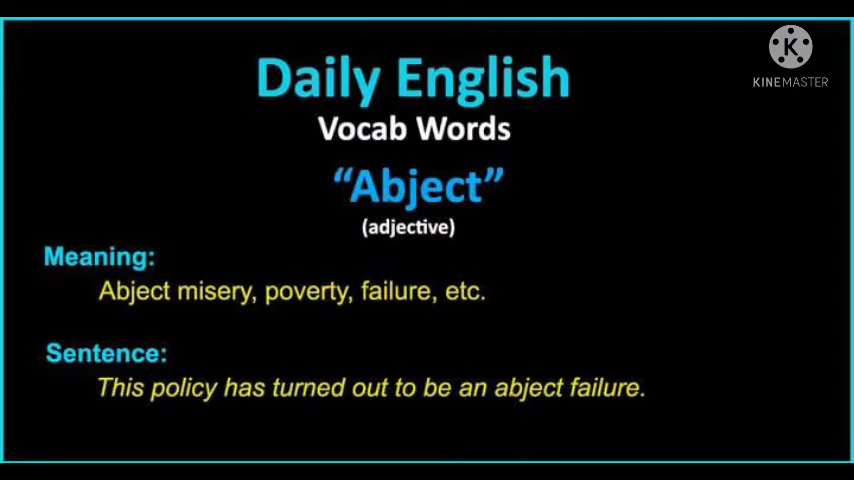 Daily English
K
KINEMASTER
Vocab Words
“Abject”
(adjective)
Meaning:
Abject misery, poverty, failure, etc.
Sentence:
This policy has turned out to be an abject failure.